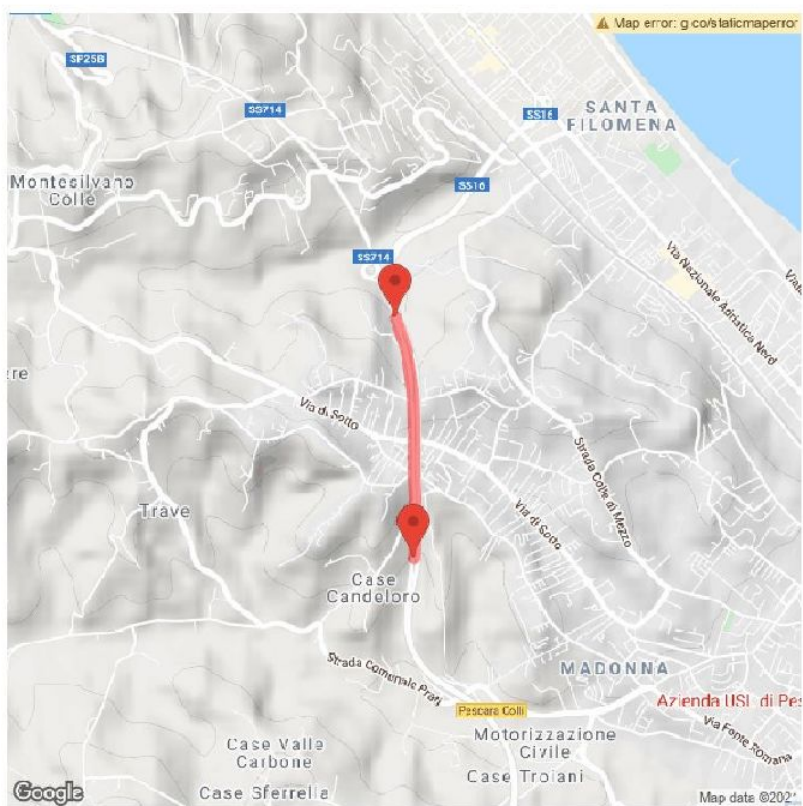 Map error: g.co/staticmaperror
SP25B
SS714
SANTA
FILOMENA
SS16
Montesilvano
Colle
SS16
SS714
Via Nazionale Adriatica Nord
Via di Sotto
Strada Colle di Mezzo
Trave
Via di Sotto
Case
Candeloro
Strada Comunale Prati
MADONNA
Azienda USL di Pes
Pescara Colli
Via Fonte Romana
Motorizzazione
Civile
Case Valle
Carbone
Case Troiani
Case Sferrella
Google
Map data ©202